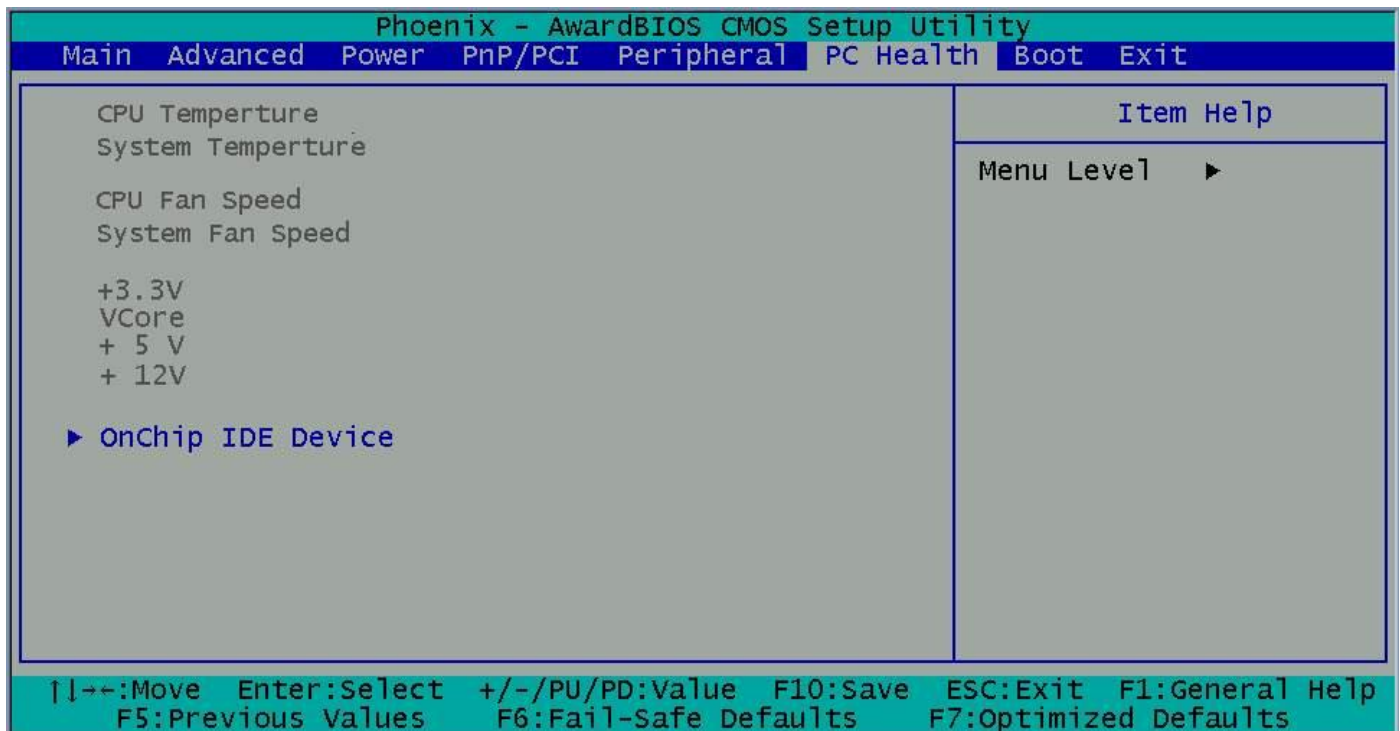 Phoenix - AwardBIOS CMOS Setup Utility
Main Advanced Power PnP/PCI Peripheral PC Health Boot Exit
CPU Temperture
System Temperture
CPU Fan Speed
System Fan Speed
+3.3V
VCore
+ 5 V
+ 12V
▶ OnChip IDE Device
Item Help
Menu Level ▶
↑↓→←:Move Enter:Select +/-/PU/PD:Value F10:Save ESC:Exit F1:General Help
F5:Previous Values F6:Fail-Safe Defaults F7:Optimized Defaults